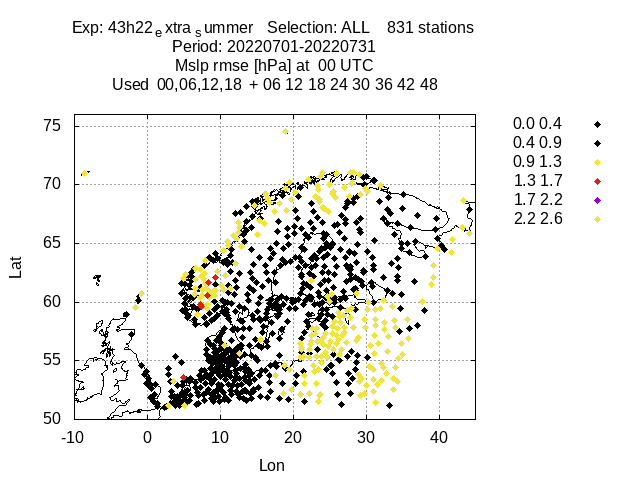 Exp: 43h22 e xtra s ummer   Selection: ALL    831 stations
Period: 20220701-20220731
Mslp rmse [hPa] at  00 UTC
Used  00,06,12,18  + 06 12 18 24 30 36 42 48
75
70
65
60
55
50
Lat
-10 0 10 20 30 40
Lon
0.0 0.4
0.4 0.9
0.9 1.3
1.3 1.7
1.7 2.2
2.2 2.6